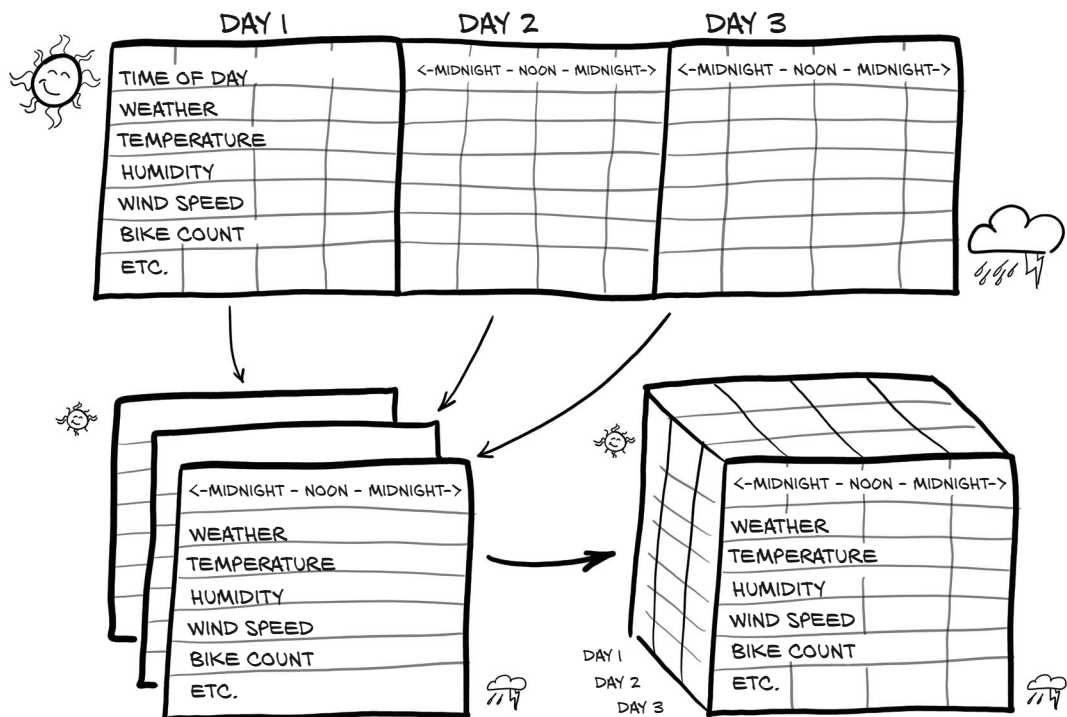 DAY 1 DAY 2 DAY 3
TIME OF DAY
<-MIDNIGHT - NOON - MIDNIGHT->
<-MIDNIGHT - NOON - MIDNIGHT->
WEATHER
TEMPERATURE
HUMIDITY
WIND SPEED
BIKE COUNT
ETC.
<-MIDNIGHT - NOON - MIDNIGHT->
WEATHER
TEMPERATURE
HUMIDITY
WIND SPEED
BIKE COUNT
ETC.
<-MIDNIGHT - NOON - MIDNIGHT->
WEATHER
TEMPERATURE
HUMIDITY
WIND SPEED
BIKE COUNT
ETC.
DAY 1
DAY 2
DAY 3